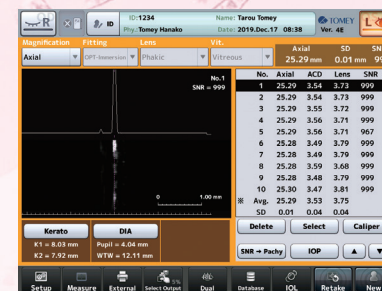 R ID ID:1234 Name: Tarou Tomey TOMEY L
Phy.:Tomey Hanako Date: 2019.Dec.17 08:38 Ver. 4E
Magnification Fitting Lens Vit.
Axial OPT-Immersion Phakic Vitreous
Axial SD SN
25.29 mm 0.01 mm 99
No.1
SNR = 999
0 1.00 mm
No. Axial ACD Lens SNR
1 25.29 3.54 3.73 999
2 25.29 3.54 3.73 999
3 25.29 3.55 3.72 999
4 25.29 3.56 3.71 999
5 25.29 3.56 3.71 967
6 25.28 3.49 3.79 999
7 25.28 3.49 3.79 999
8 25.28 3.59 3.68 999
9 25.28 3.48 3.79 999
10 25.30 3.47 3.81 999
※ Avg. 25.29 3.53 3.75
SD 0.01 0.04 0.04
Kerato DIA
K1 = 8.03 mm Pupil = 4.04 mm
K2 = 7.92 mm WTW = 12.11 mm
Delete Select Caliper
SNR → Pachy IOP
Setup Measure External Select Output Dual Database IOL Retake New